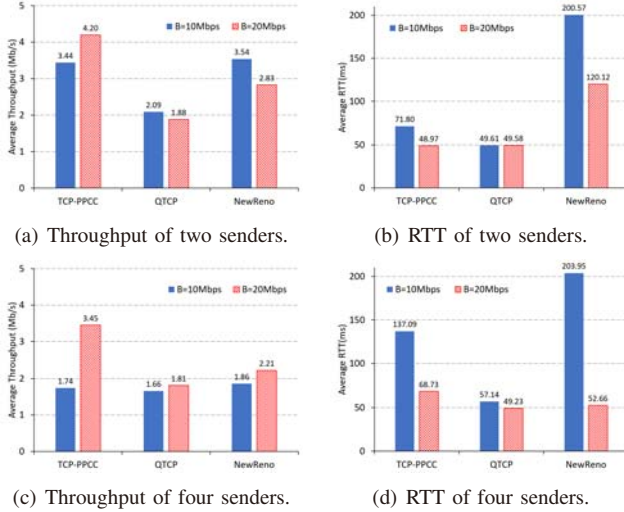 5
4
3
2
1
0
Average Throughput (Mb/s)
B=10Mbps B=20Mbps
3.44 4.20 2.09 1.88 3.54 2.83
TCP-PPCC QTCP NewReno
(a) Throughput of two senders.
200
150
100
50
0
Average RTT(ms)
B=10Mbps B=20Mbps
71.80 48.97 49.61 49.58 200.57 120.12
TCP-PPCC QTCP NewReno
(b) RTT of two senders.
5
4
3
2
1
0
Average Throughput (Mb/s)
B=10Mbps B=20Mbps
1.74 3.45 1.66 1.81 1.86 2.21
TCP-PPCC QTCP NewReno
(c) Throughput of four senders.
200
150
100
50
0
Average RTT(ms)
B=10Mbps B=20Mbps
137.09 68.73 57.14 49.23 203.95 52.66
TCP-PPCC QTCP NewReno
(d) RTT of four senders.